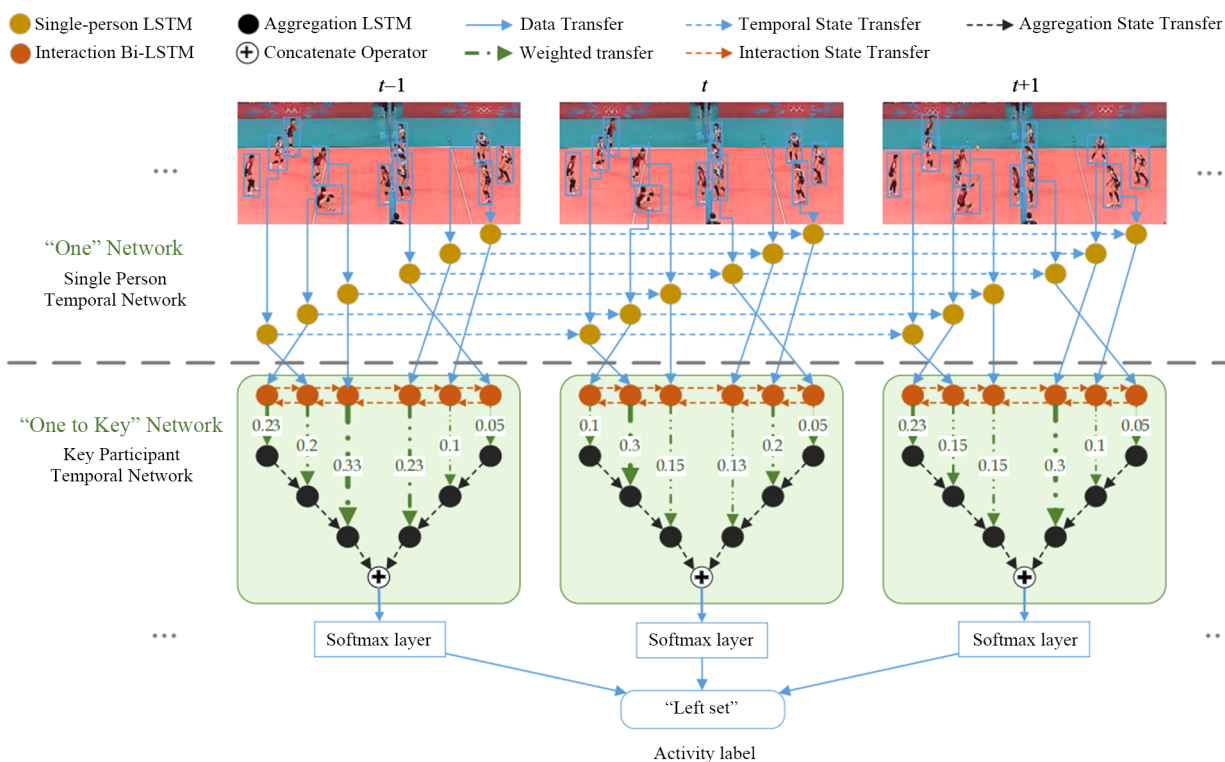 Single-person LSTM
Aggregation LSTM
Data Transfer
Temporal State Transfer
Aggregation State Transfer
Interaction Bi-LSTM
Concatenate Operator
Weighted transfer
Interaction State Transfer
t–1
t
t+1
...
...
“One” Network
Single Person
Temporal Network
“One to Key” Network
Key Participant
Temporal Network
0.23
0.2
0.33
0.23
0.1
0.05
0.1
0.3
0.15
0.13
0.2
0.05
0.23
0.15
0.15
0.3
0.1
0.05
...
Softmax layer
Softmax layer
Softmax layer
..
“Left set”
Activity label